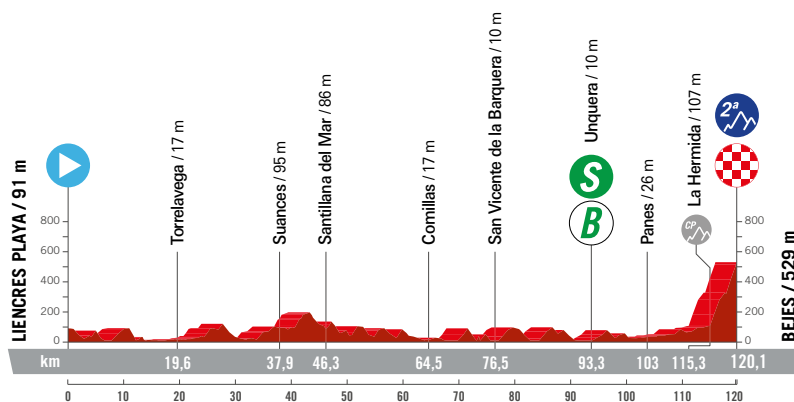 LIENCRES PLAYA / 91 m
Torrelavega / 17 m
Suances / 95 m
Santillana del Mar / 86 m
Comillas / 17 m
San Vicente de la Barquera / 10 m
Unquera / 10 m
S
B
Panes / 26 m
La Hermida / 107 m
CP
2ª
BEJES / 529 m
800
600
400
200
0
800
600
400
200
0
km 19,6 37,9 46,3 64,5 76,5 93,3 103 115,3 120,1
0 10 20 30 40 50 60 70 80 90 100 110 120